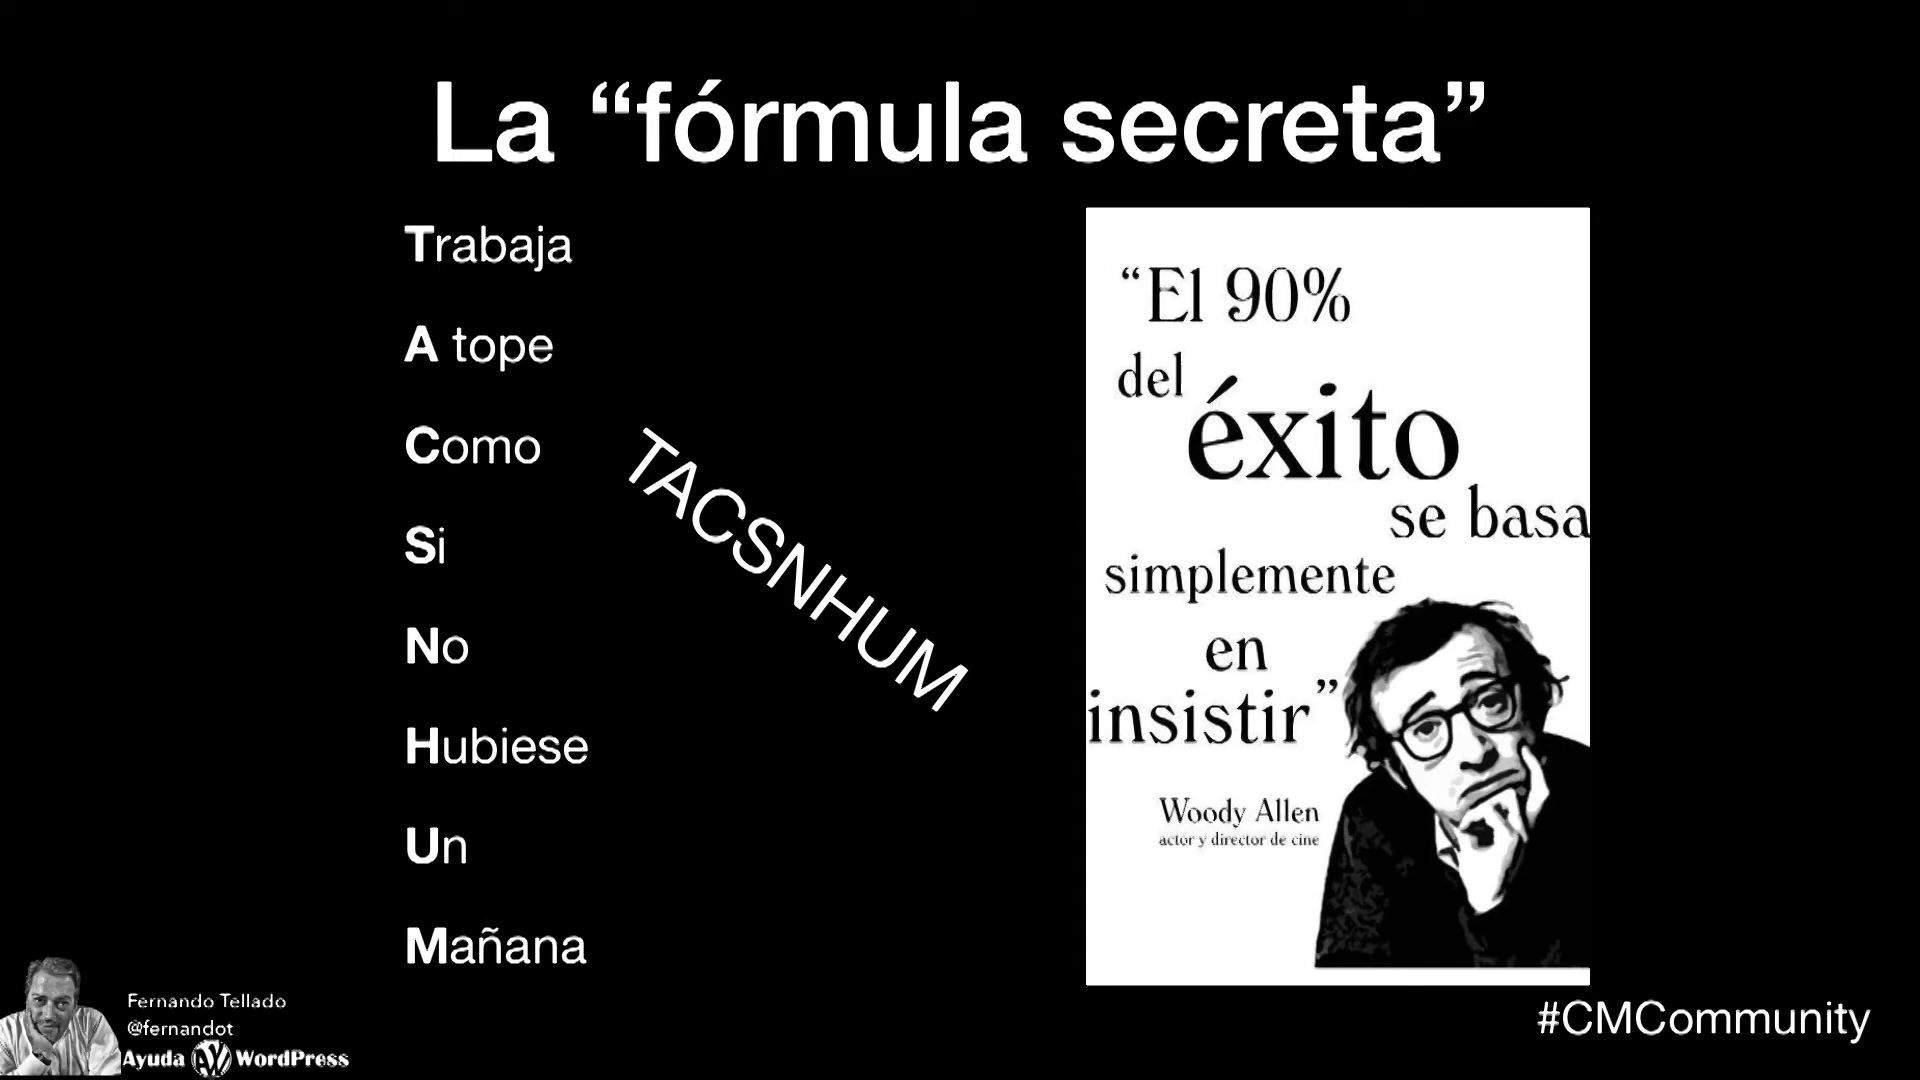 La “fórmula secreta”
Trabaja
A tope
Como
Si
No
Hubiese
Un
Mañana
TACSNHUM
“El 90%
del
éxito
se basa
simplemente
en
insistir”
Woody Allen
actor y director de cine
Fernando Tellado
@fernandot
Ayuda WordPress
#CMCommunity